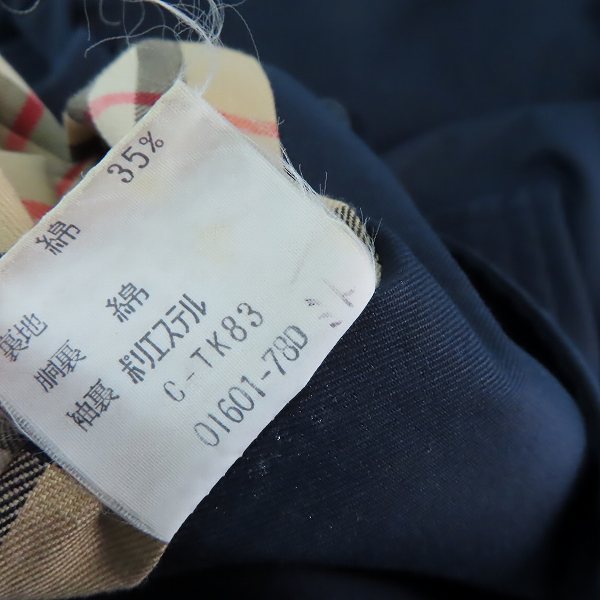 綿 35%
裏地
胴裏 綿
袖裏 ポリエステル
C-TK83
01601-78D